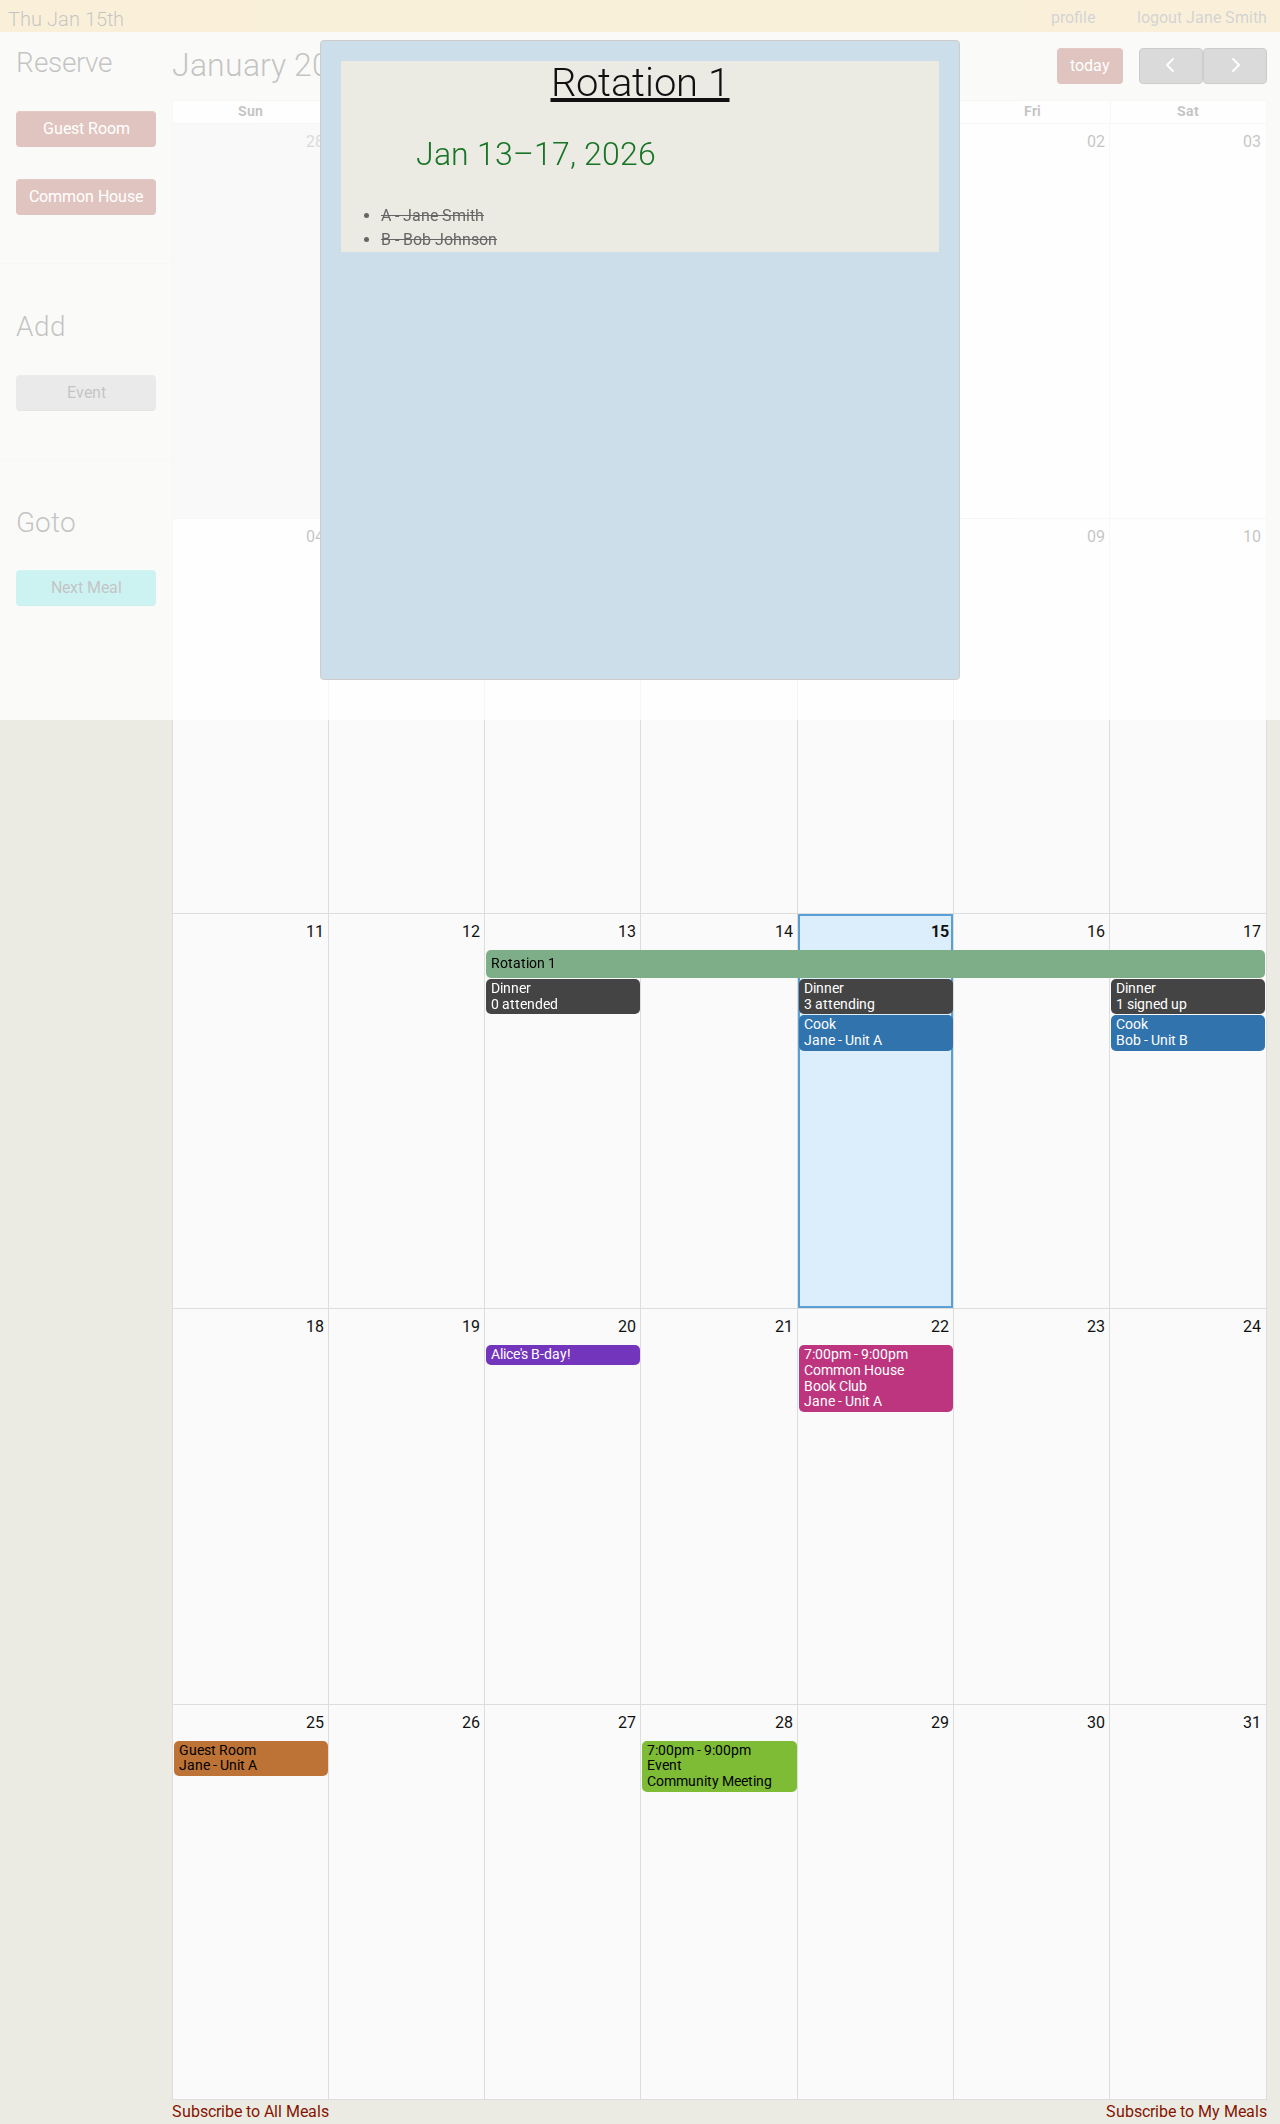 Thu Jan 15th
profile
logout Jane Smith
Reserve
Guest Room
Common House
Add
Event
Goto
Next Meal
January 20
today
Rotation 1
Jan 13–17, 2026
A - Jane Smith
B - Bob Johnson
Sun
Fri
Sat
28
02
03
04
09
10
11
12
13
14
15
16
17
Rotation 1
Dinner
0 attended
Dinner
3 attending
Cook
Jane - Unit A
Dinner
1 signed up
Cook
Bob - Unit B
18
19
20
21
22
23
24
Alice's B-day!
7:00pm - 9:00pm
Common House
Book Club
Jane - Unit A
25
26
27
28
29
30
31
Guest Room
Jane - Unit A
7:00pm - 9:00pm
Event
Community Meeting
Subscribe to All Meals
Subscribe to My Meals